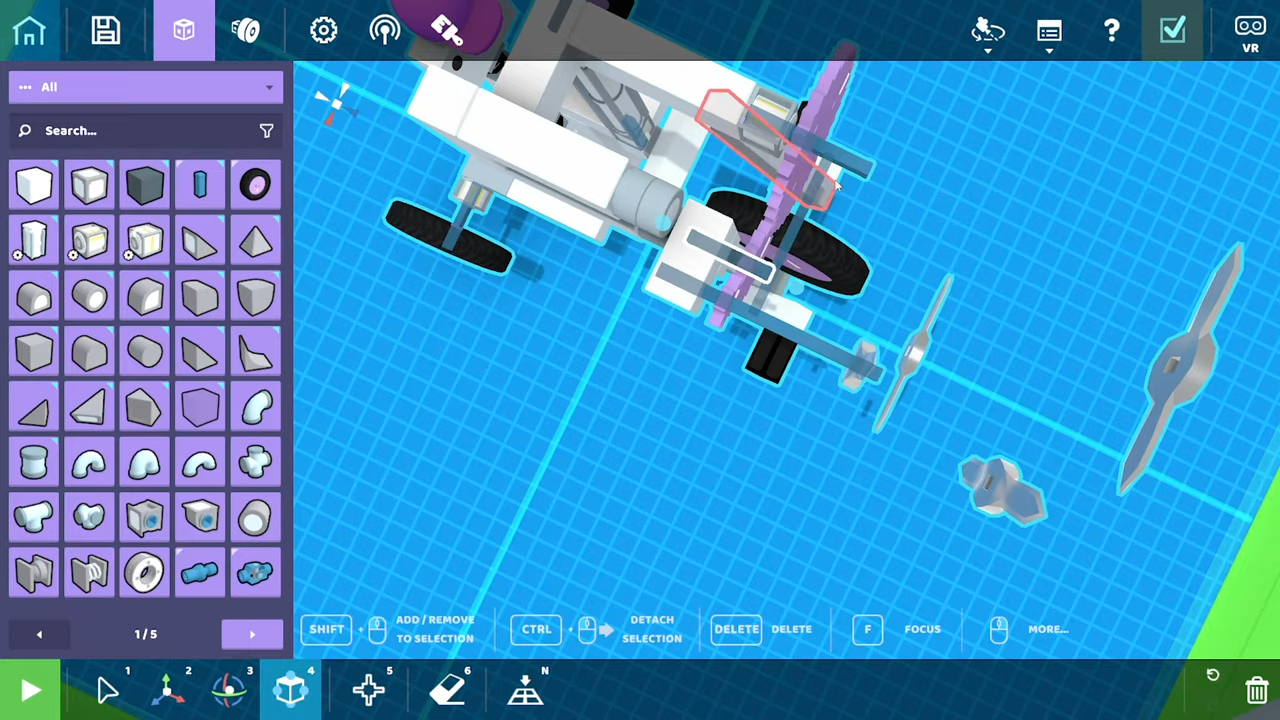 VR
••• All
Search...
1/5
SHIFT + ADD / REMOVE
TO SELECTION
CTRL + DETACH
SELECTION
DELETE DELETE
F FOCUS
MORE...
1 2 3 4 5 6 N